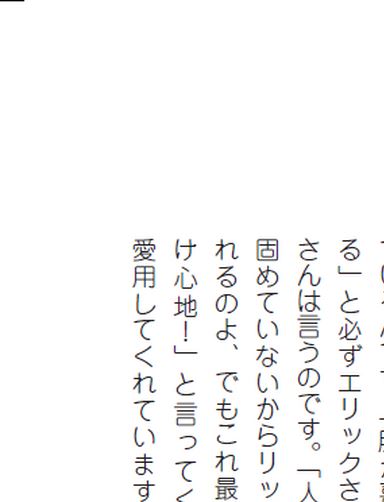 る」と必ずエリックさ
さんは言うのです。「人
固めていないからリッ
れるのよ、でもこれ最
け心地!」と言ってく
愛用してくれています